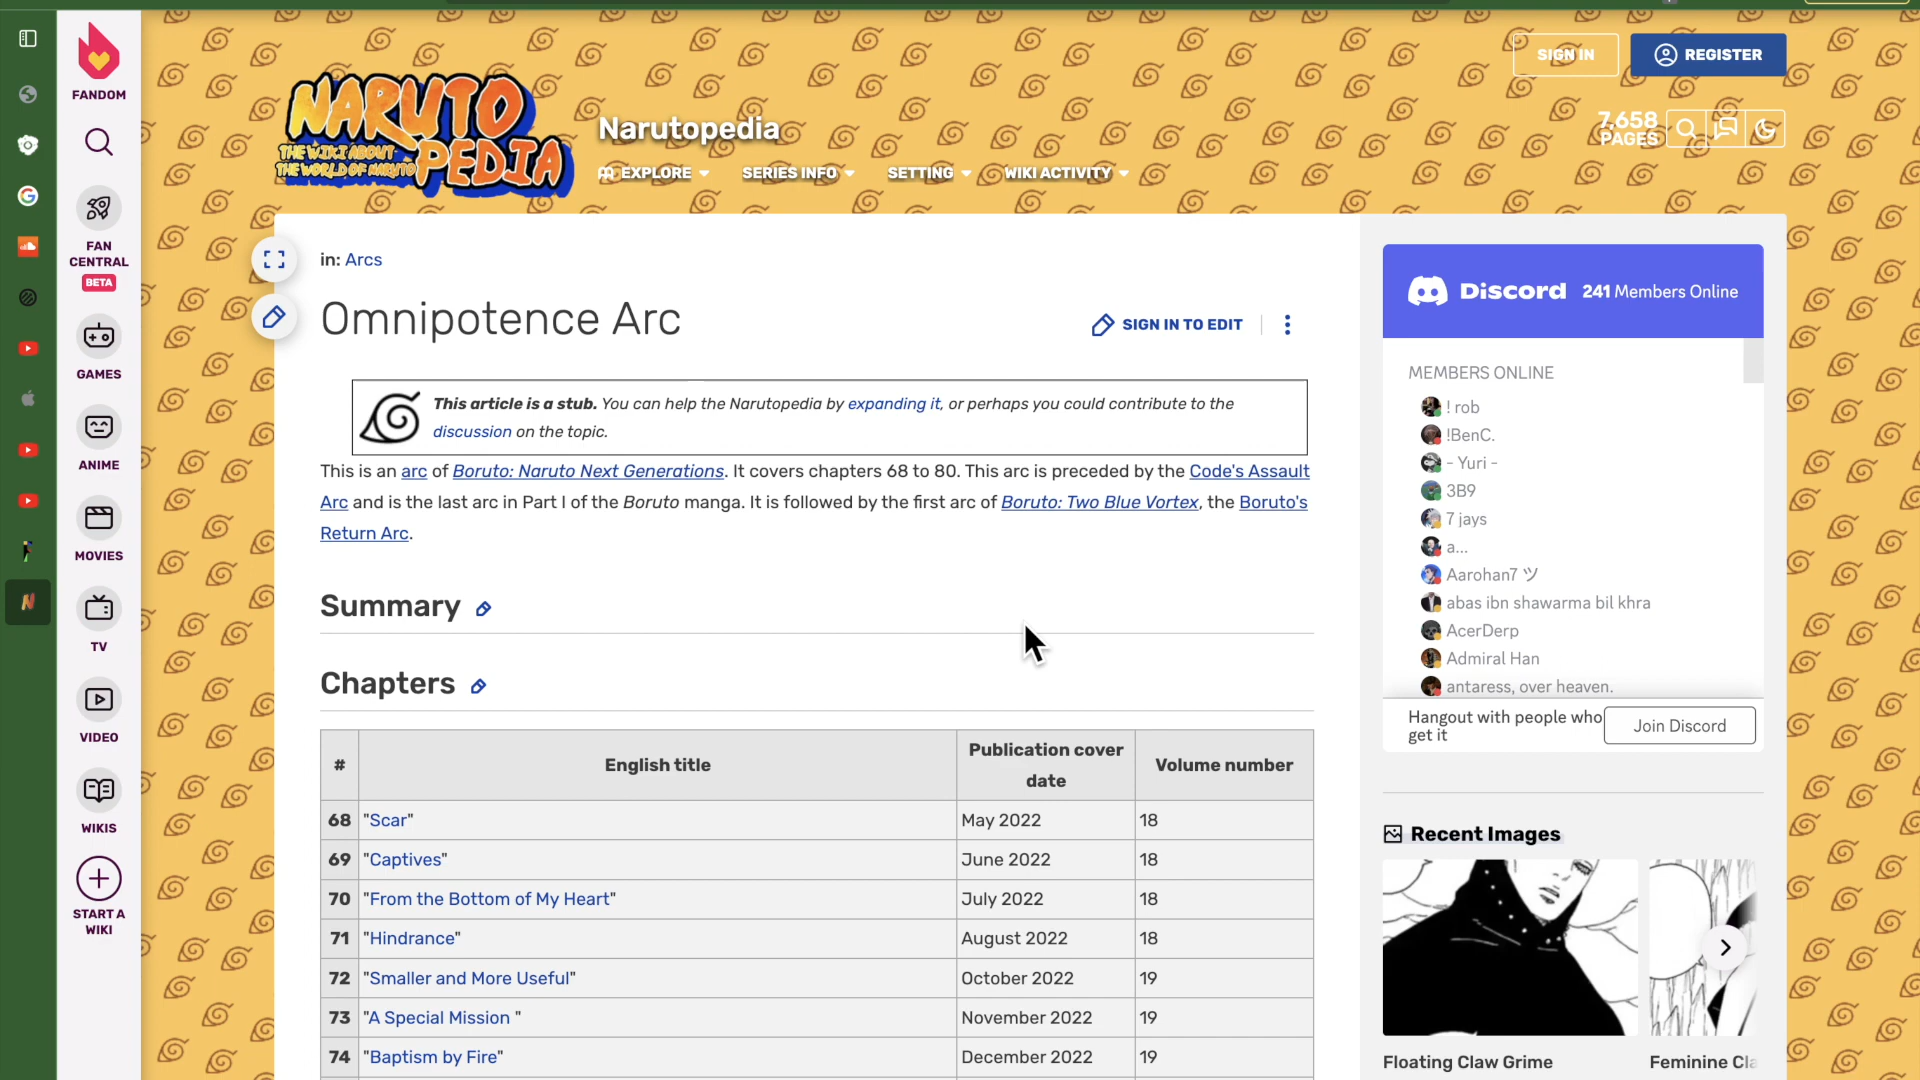 FANDOM
FAN
CENTRAL
BETA
GAMES
ANIME
MOVIES
TV
VIDEO
WIKIS
START A
WIKI
NARUTO
PEDIA
THE WIKI ABOUT
THE WORLD OF NARUTO
Narutopedia
EXPLORE
SERIES INFO
SETTING
WIKI ACTIVITY
SIGN IN
REGISTER
7,658
PAGES
in: Arcs
Omnipotence Arc
SIGN IN TO EDIT
This article is a stub. You can help the Narutopedia by expanding it, or perhaps you could contribute to the
discussion on the topic.
This is an arc of Boruto: Naruto Next Generations. It covers chapters 68 to 80. This arc is preceded by the Code's Assault
Arc and is the last arc in Part I of the Boruto manga. It is followed by the first arc of Boruto: Two Blue Vortex, the Boruto's
Return Arc.
Summary
Chapters
# English title Publication cover date Volume number
68 "Scar" May 2022 18
69 "Captives" June 2022 18
70 "From the Bottom of My Heart" July 2022 18
71 "Hindrance" August 2022 18
72 "Smaller and More Useful" October 2022 19
73 "A Special Mission " November 2022 19
74 "Baptism by Fire" December 2022 19
Discord 241 Members Online
MEMBERS ONLINE
! rob
!BenC.
- Yuri -
3B9
7 jays
a...
Aarohan7 ツ
abas ibn shawarma bil khra
AcerDerp
Admiral Han
antaress, over heaven.
Hangout with people who
get it
Join Discord
Recent Images
Floating Claw Grime
Feminine Cla